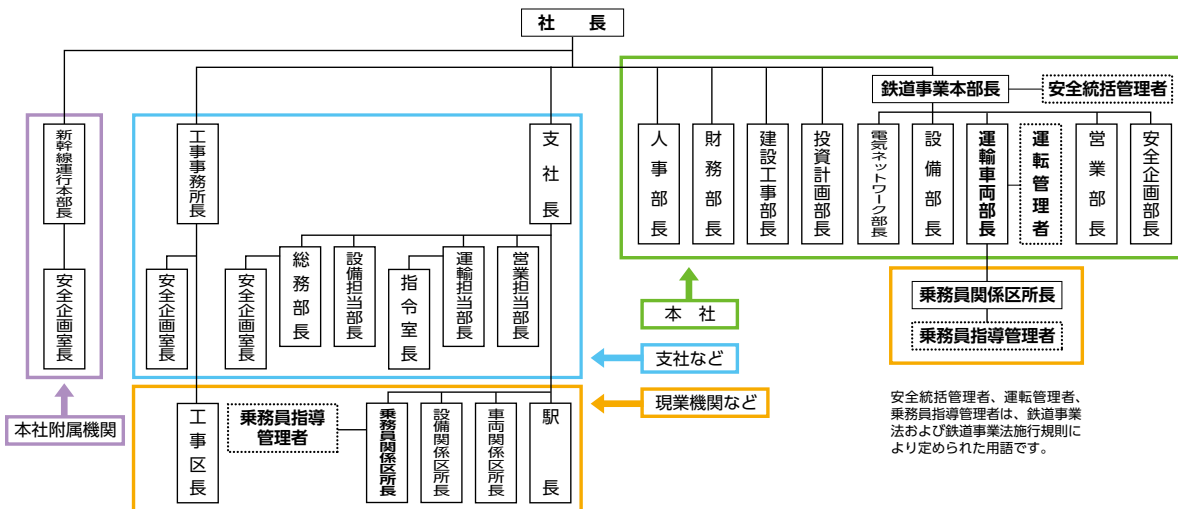 社長
鉄道事業本部長
安全統括管理者
新幹線運行本部長
工事事務所長
支社長
人事部長
財務部長
建設工事部長
投資計画部長
電気ネットワーク部長
設備部長
運輸車両部長
運転管理者
営業部長
安全企画部長
安全企画室長
安全企画室長
安全企画室長
総務部長
設備担当部長
指令室長
運輸担当部長
営業担当部長
乗務員関係区所長
乗務員指導管理者
本社
支社など
現業機関など
本社附属機関
工事区長
乗務員指導
管理者
乗務員関係区所長
設備関係区所長
車両関係区所長
駅長
安全統括管理者、運転管理者、
乗務員指導管理者は、鉄道事業
法および鉄道事業法施行規則に
より定められた用語です。